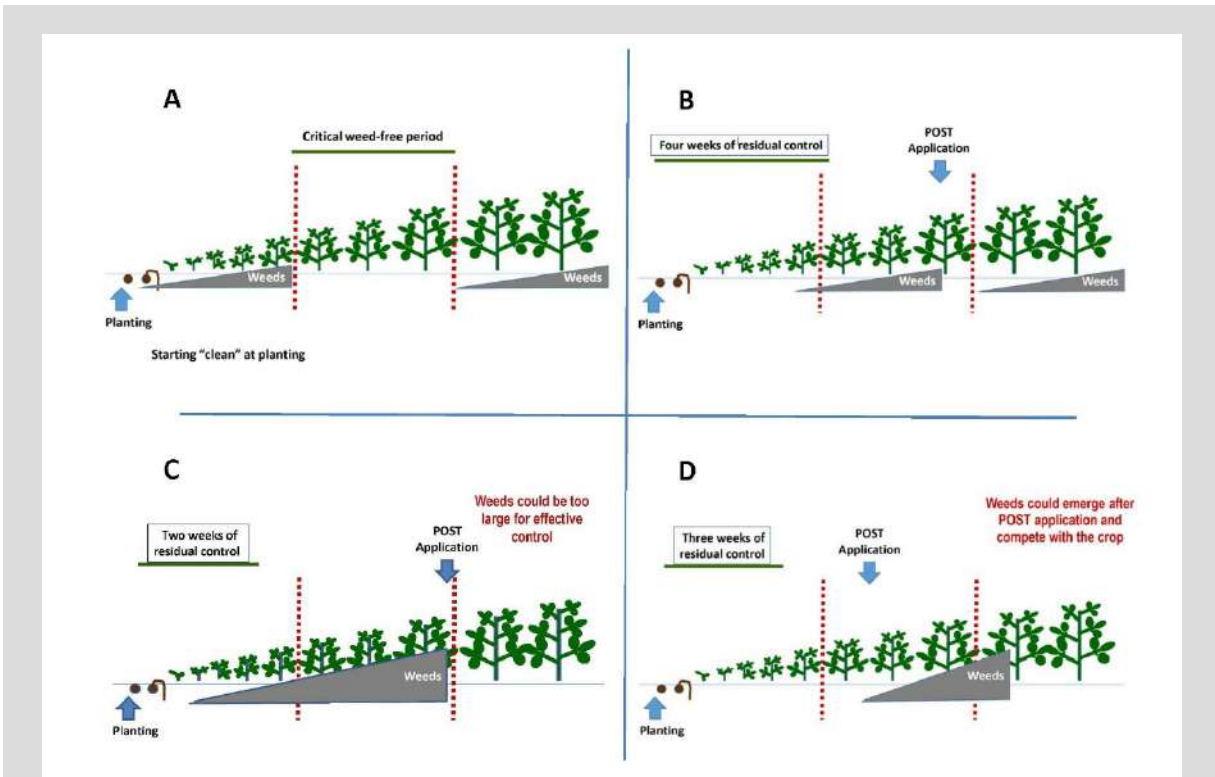 A
Critical weed-free period
Weeds
Weeds
Planting
Starting "clean" at planting
B
Four weeks of residual control
POST
Application
Weeds
Weeds
Planting
C
Two weeks of
residual control
POST
Application
Weeds could be too
large for effective
control
Weeds
Planting
D
Three weeks of
residual control
POST
Application
Weeds could emerge after
POST application and
compete with the crop
Weeds
Planting